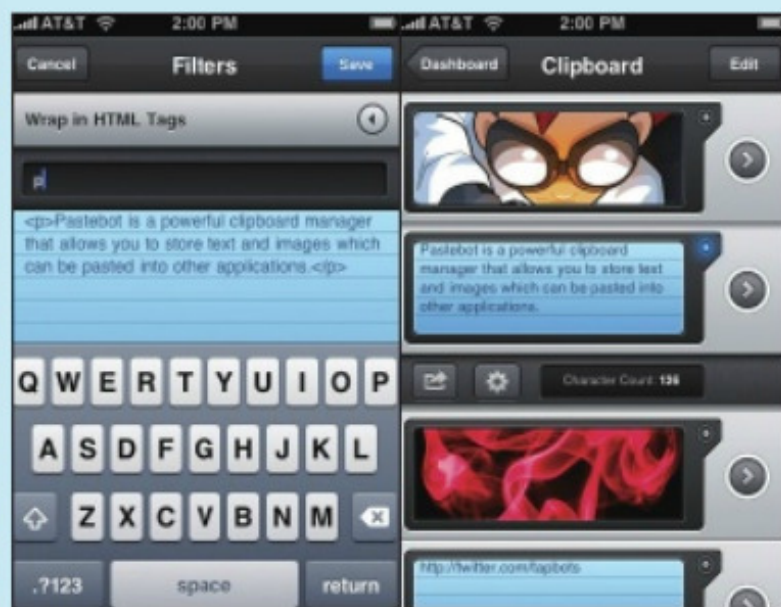 AT&T 2:00 PM
Cancel Filters Save
Wrap in HTML Tags
p
<p>Pastebot is a powerful clipboard manager
that allows you to store text and images which
can be pasted into other applications.</p>
Q W E R T Y U I O P
A S D F G H J K L
Z X C V B N M
.?123 space return
AT&T 2:00 PM
Dashboard Clipboard Edit
Pastebot is a powerful clipboard
manager that allows you to store text
and images which can be pasted into
other applications.
Character Count: 136
http://twitter.com/tapbots